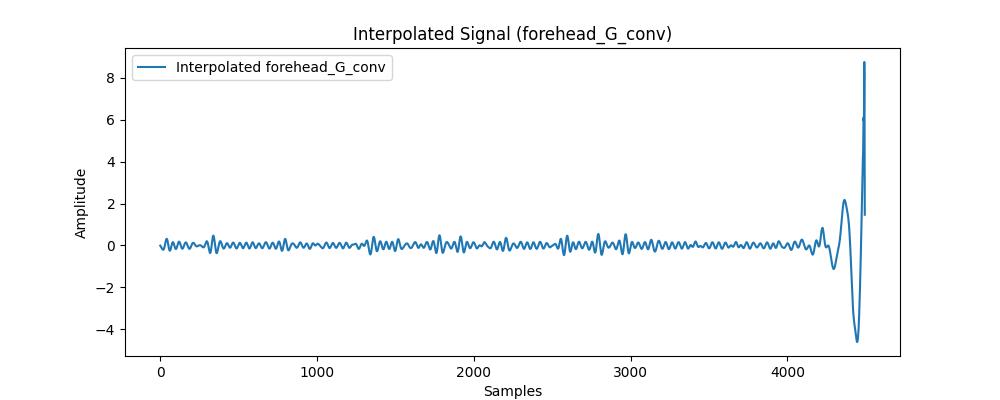 Interpolated Signal (forehead_G_conv)
Interpolated forehead_G_conv
8
6
4
2
0
−2
−4
Amplitude
0 1000 2000 3000 4000
Samples